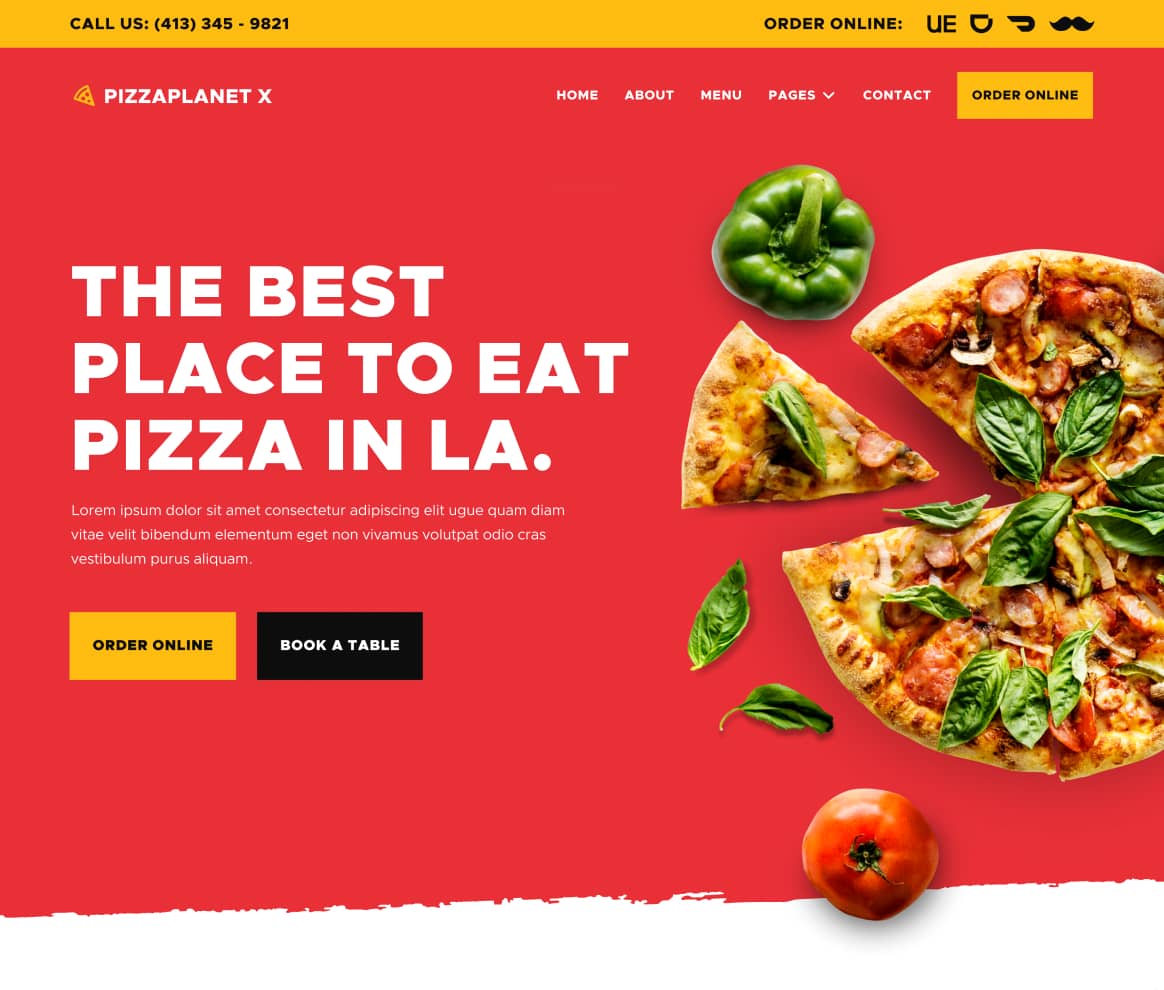 CALL US: (413) 345 - 9821
ORDER ONLINE:
UE
PIZZAPLANET X
HOME
ABOUT
MENU
PAGES
CONTACT
ORDER ONLINE
THE BEST
PLACE TO EAT
PIZZA IN LA.
Lorem ipsum dolor sit amet consectetur adipiscing elit ugue quam diam
vitae velit bibendum elementum eget non vivamus volutpat odio cras
vestibulum purus aliquam.
ORDER ONLINE
BOOK A TABLE